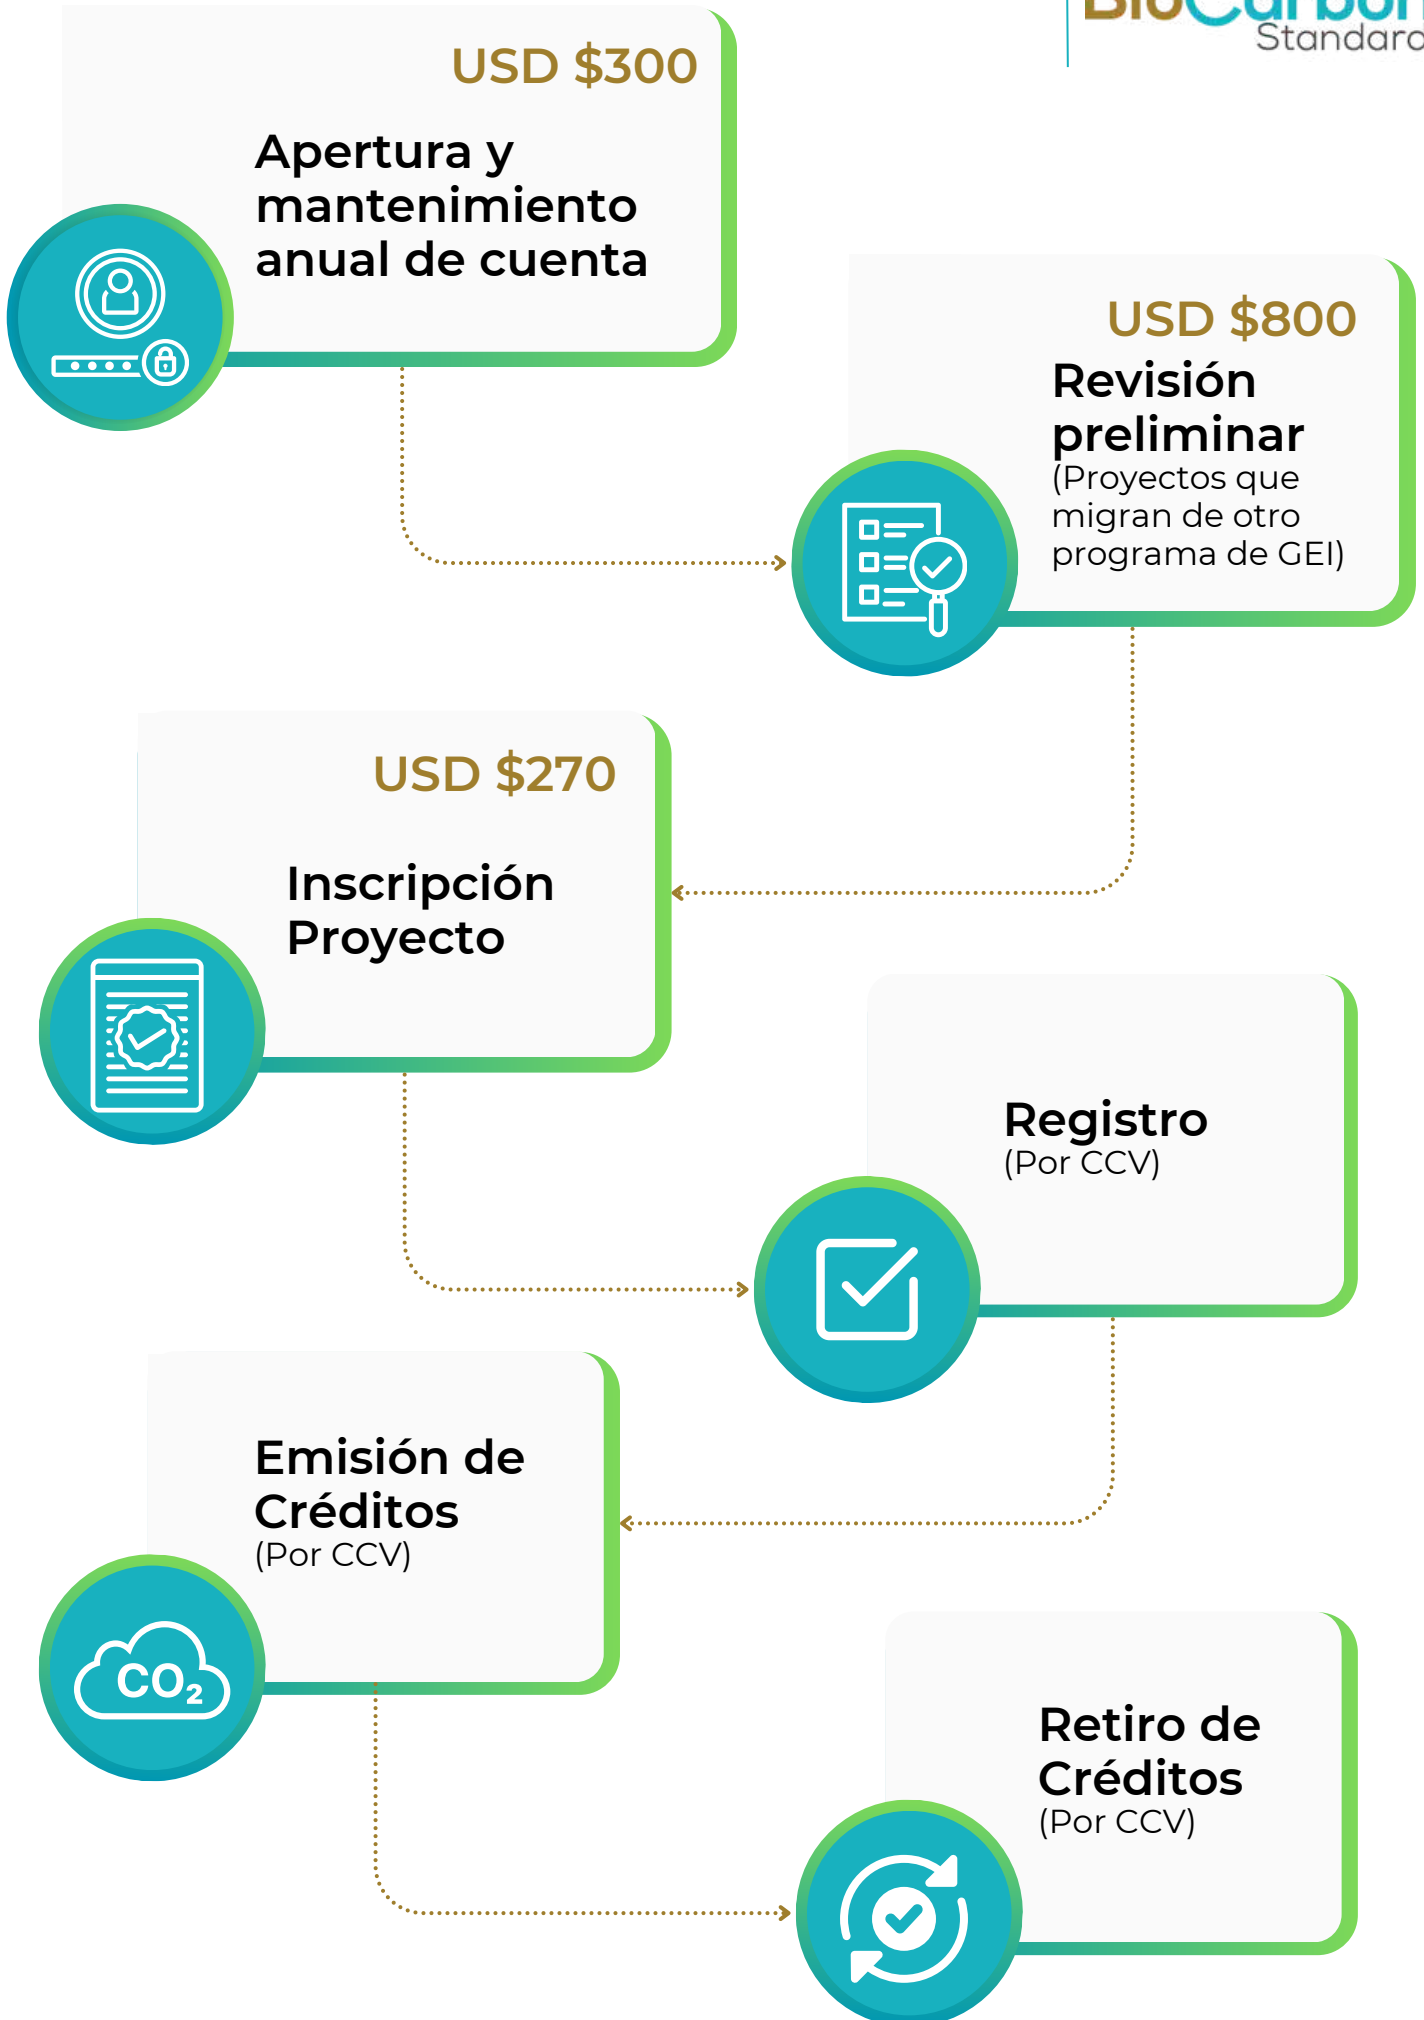 BioCarbon
Standard
USD $300
Apertura y
mantenimiento
anual de cuenta
USD $800
Revisión
preliminar
(Proyectos que
migran de otro
programa de GEI)
USD $270
Inscripción
Proyecto
Registro
(Por CCV)
Emisión de
Créditos
(Por CCV)
CO₂
Retiro de
Créditos
(Por CCV)